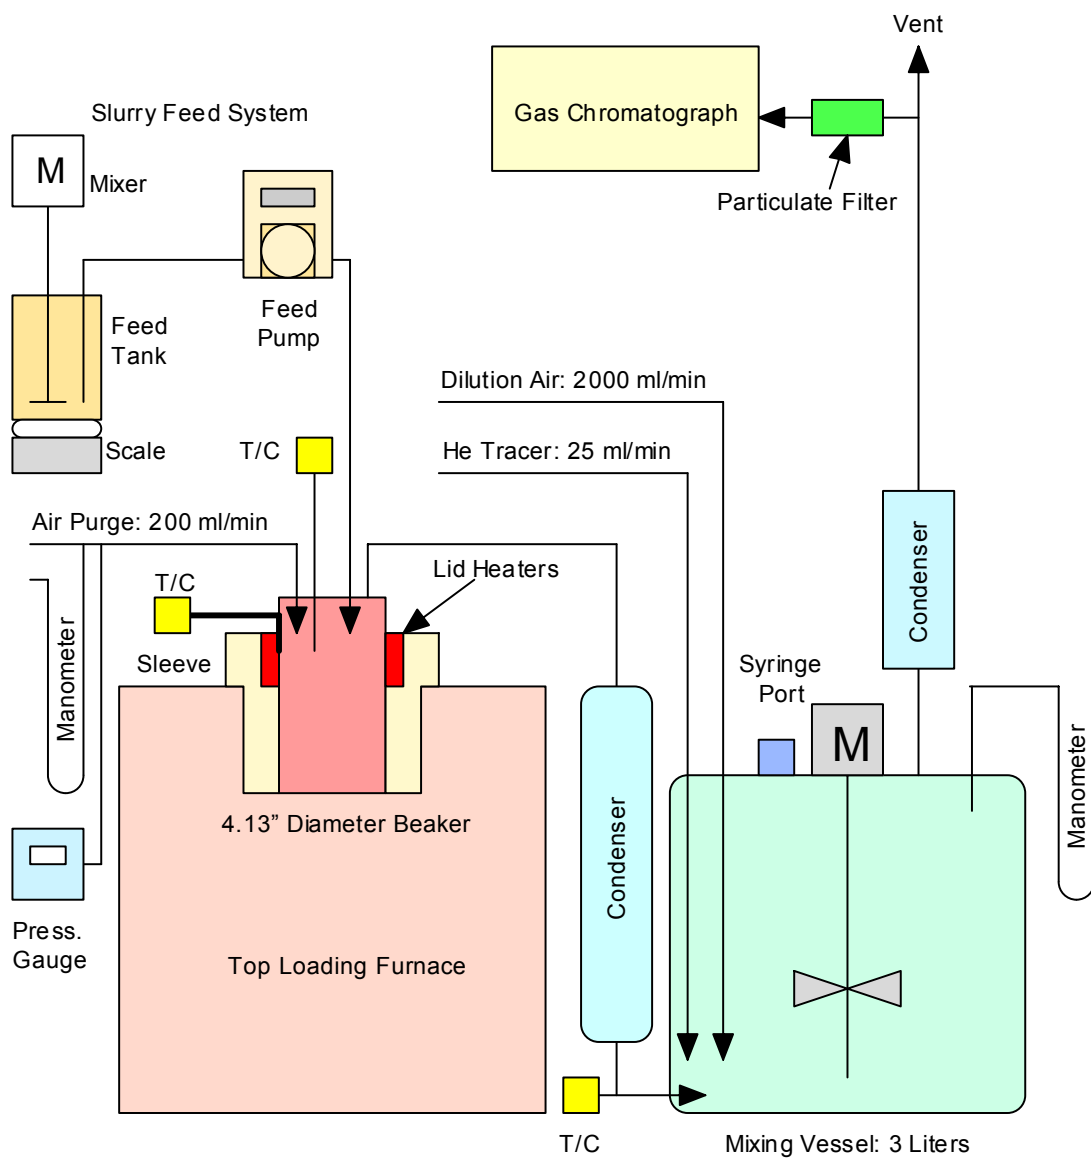 Vent
Gas Chromatograph
Slurry Feed System
M
Mixer
Particulate Filter
Feed
Pump
Feed
Tank
Dilution Air: 2000 ml/min
Scale
T/C
He Tracer: 25 ml/min
Air Purge: 200 ml/min
Lid Heaters
T/C
Condenser
Sleeve
Manometer
Syringe
Port
M
Manometer
4.13” Diameter Beaker
Condenser
Press.
Gauge
Top Loading Furnace
T/C
Mixing Vessel: 3 Liters